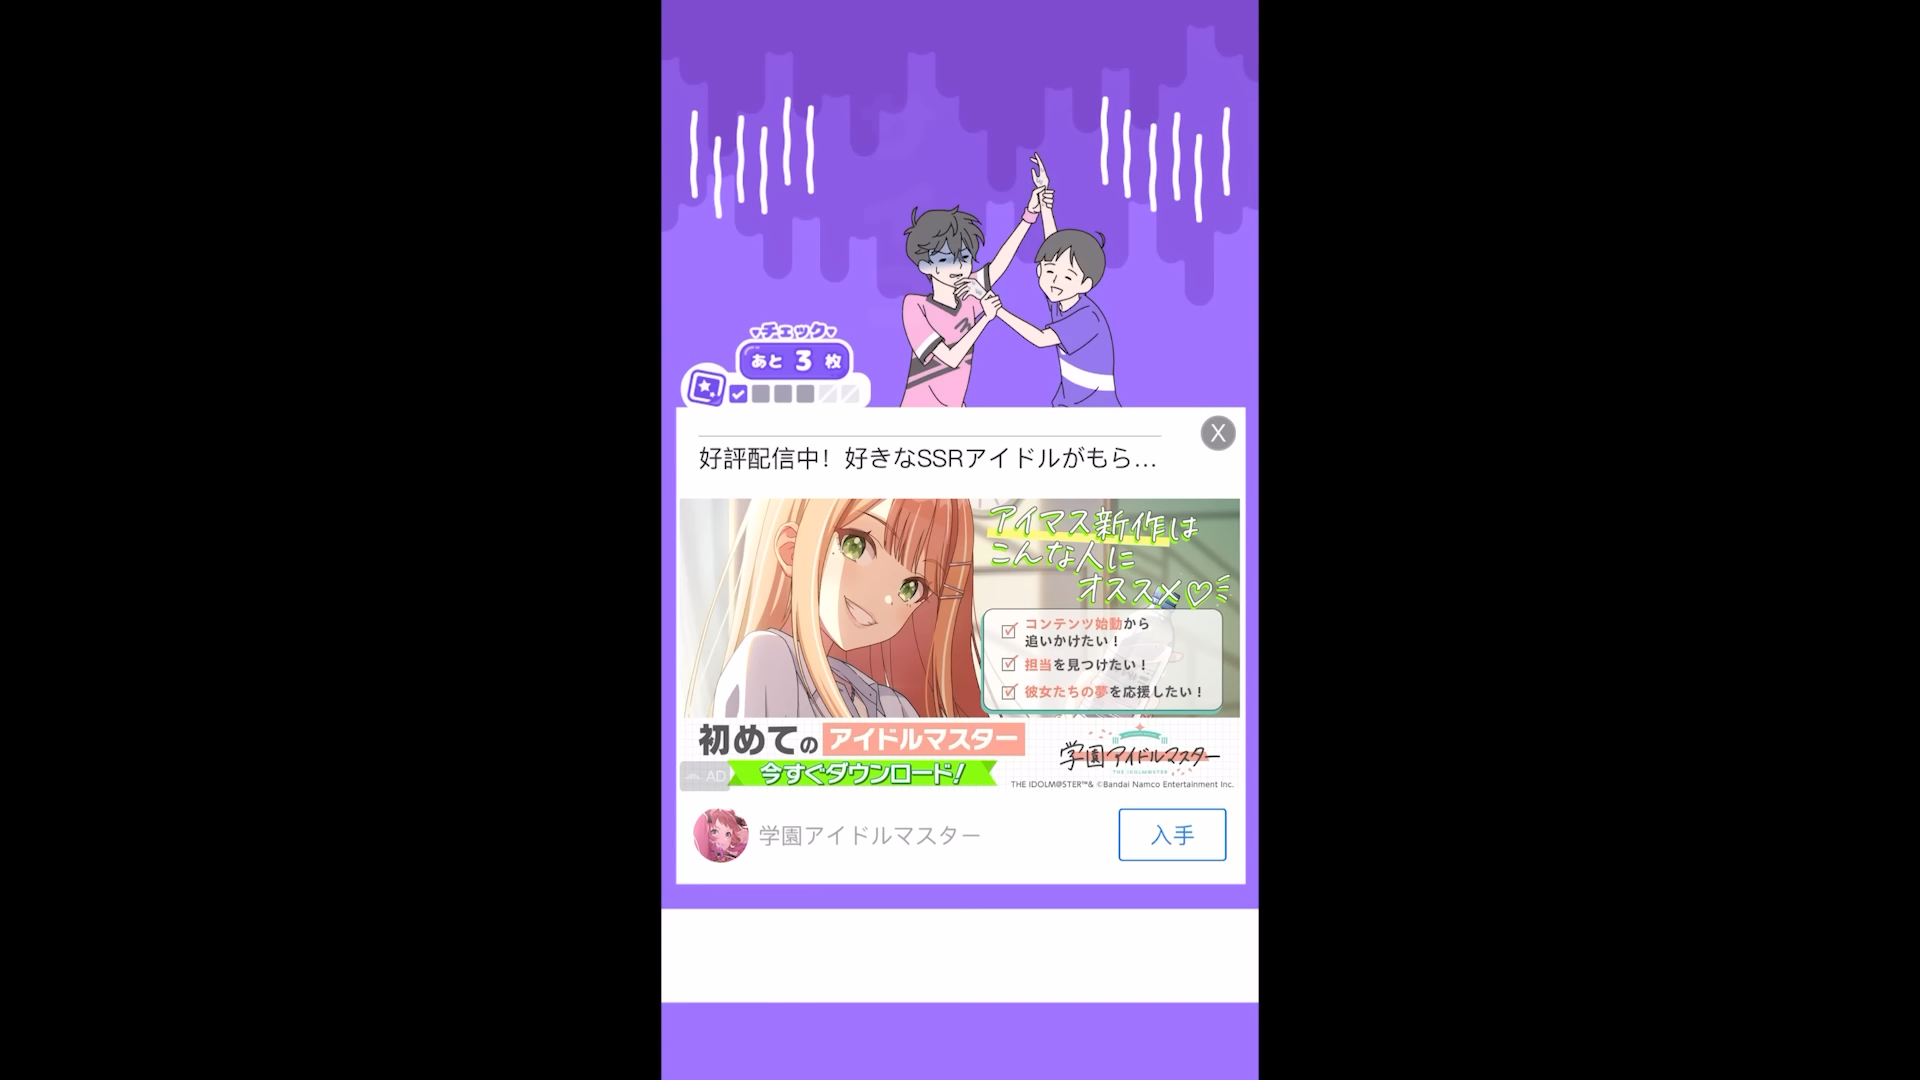 チェック
あと 3 枚
X
好評配信中！好きなSSRアイドルがもら…
アイマス新作は
こんな人に
オススメ♡
コンテンツ始動から
追いかけたい！
担当を見つけたい！
彼女たちの夢を応援したい！
初めてのアイドルマスター
今すぐダウンロード！
AD
学園アイドルマスター
THE IDOLM@STER
THE IDOLM@STER™& ©Bandai Namco Entertainment Inc.
学園アイドルマスター
入手